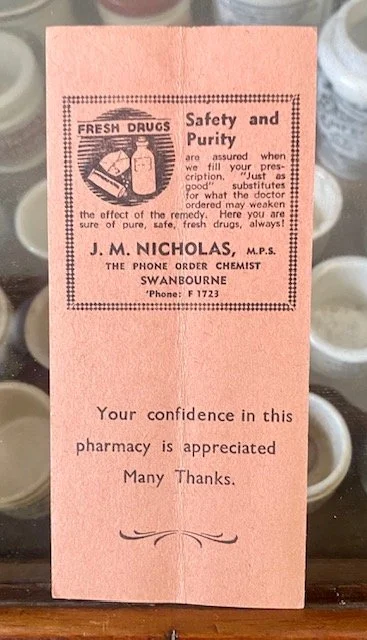 FRESH DRUGS
Safety and
Purity
are assured when
we fill your pres-
cription. "Just as
good" substitutes
for what the doctor
ordered may weaken
the effect of the remedy. Here you are
sure of pure, safe, fresh drugs, always!
J. M. NICHOLAS, M.P.S.
THE PHONE ORDER CHEMIST
SWANBOURNE
'Phone: F 1723
Your confidence in this
pharmacy is appreciated
Many Thanks.